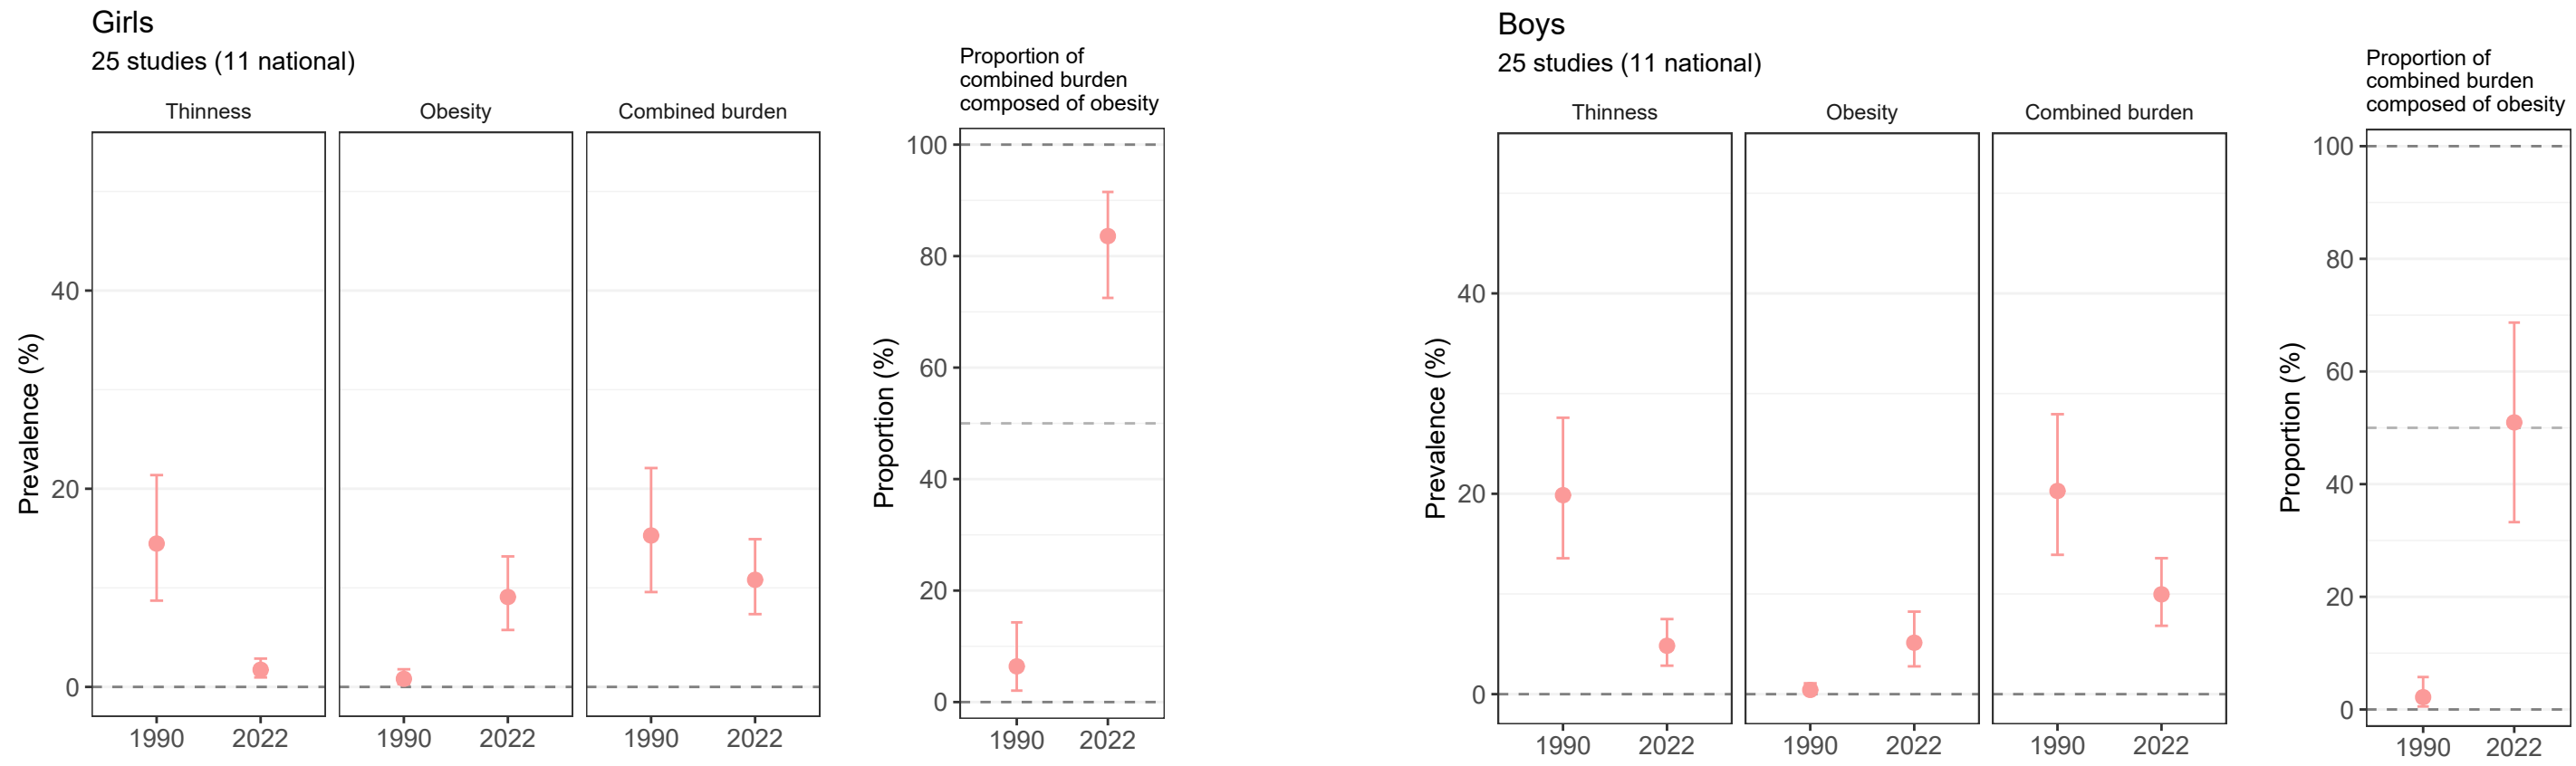 Girls
25 studies (11 national)
Thinness
Obesity
Combined burden
Prevalence (%)
40
20
0
1990
2022
1990
2022
1990
2022
Proportion of
combined burden
composed of obesity
Proportion (%)
100
80
60
40
20
0
1990
2022
Boys
25 studies (11 national)
Thinness
Obesity
Combined burden
Prevalence (%)
40
20
0
1990
2022
1990
2022
1990
2022
Proportion of
combined burden
composed of obesity
Proportion (%)
100
80
60
40
20
0
1990
2022